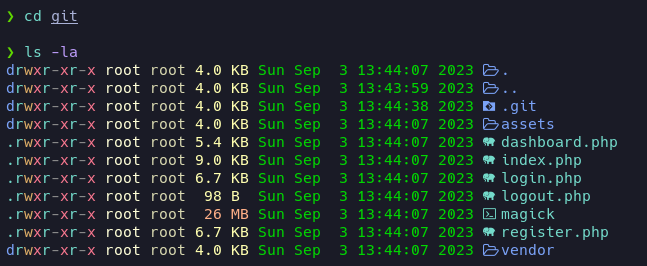 ❯ cd git
❯ ls -la
drwxr-xr-x root root 4.0 KB Sun Sep  3 13:44:07 2023 .
drwxr-xr-x root root 4.0 KB Sun Sep  3 13:43:59 2023 ..
drwxr-xr-x root root 4.0 KB Sun Sep  3 13:44:38 2023 .git
drwxr-xr-x root root 4.0 KB Sun Sep  3 13:44:07 2023 assets
.rwxr-xr-x root root 5.4 KB Sun Sep  3 13:44:07 2023 dashboard.php
.rwxr-xr-x root root 9.0 KB Sun Sep  3 13:44:07 2023 index.php
.rwxr-xr-x root root 6.7 KB Sun Sep  3 13:44:07 2023 login.php
.rwxr-xr-x root root  98 B  Sun Sep  3 13:44:07 2023 logout.php
.rwxr-xr-x root root  26 MB Sun Sep  3 13:44:07 2023 magick
.rwxr-xr-x root root 6.7 KB Sun Sep  3 13:44:07 2023 register.php
drwxr-xr-x root root 4.0 KB Sun Sep  3 13:44:07 2023 vendor